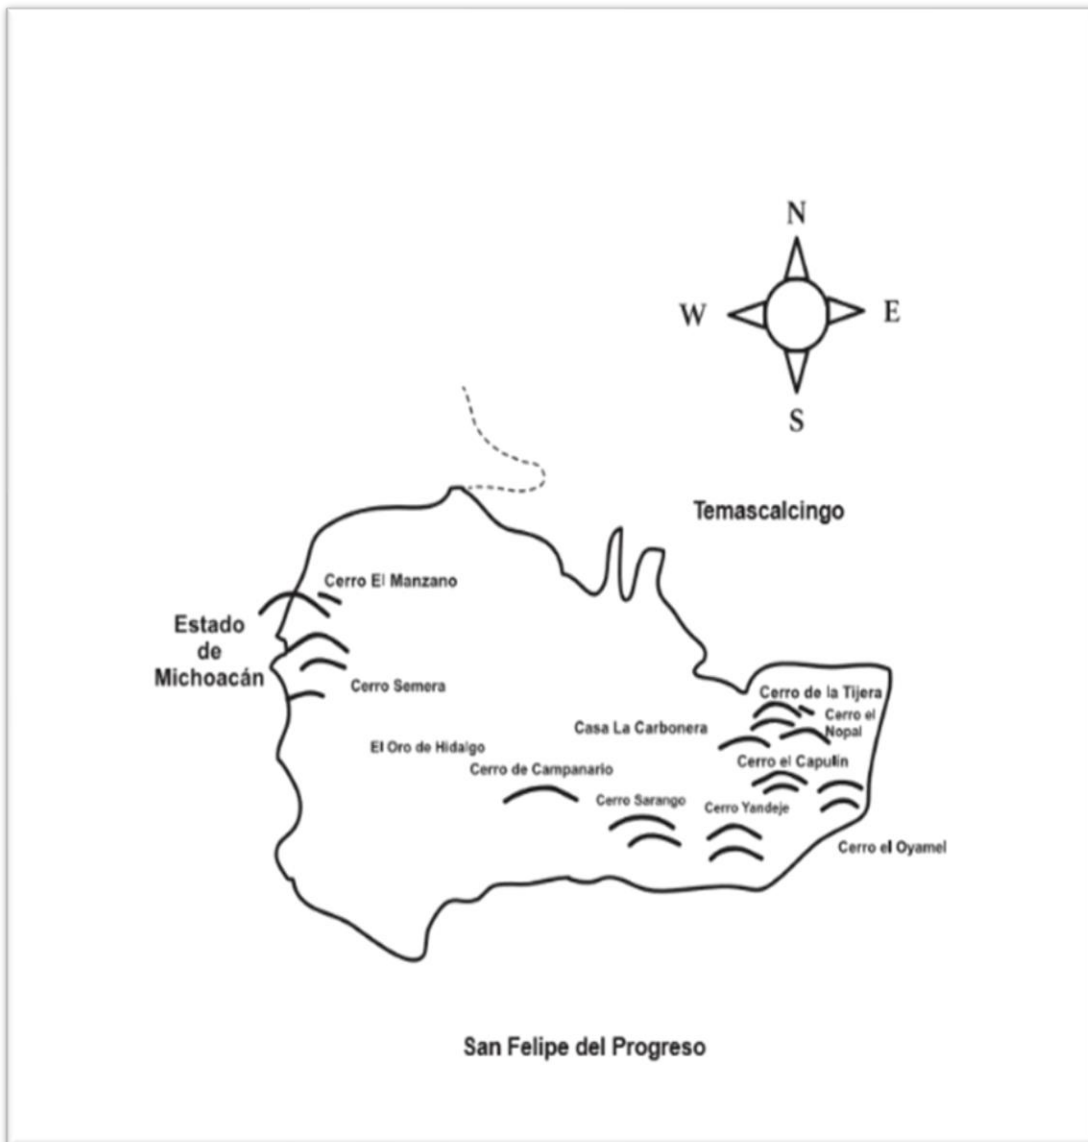 N
W
E
S
Temascalcingo
Cerro El Manzano
Estado
de
Michoacán
Cerro Semera
Cerro de la Tijera
Cerro el
Nopal
Casa La Carbonera
El Oro de Hidalgo
Cerro el Capulín
Cerro de Campanario
Cerro Sarango
Cerro Yandeje
Cerro el Oyamel
San Felipe del Progreso